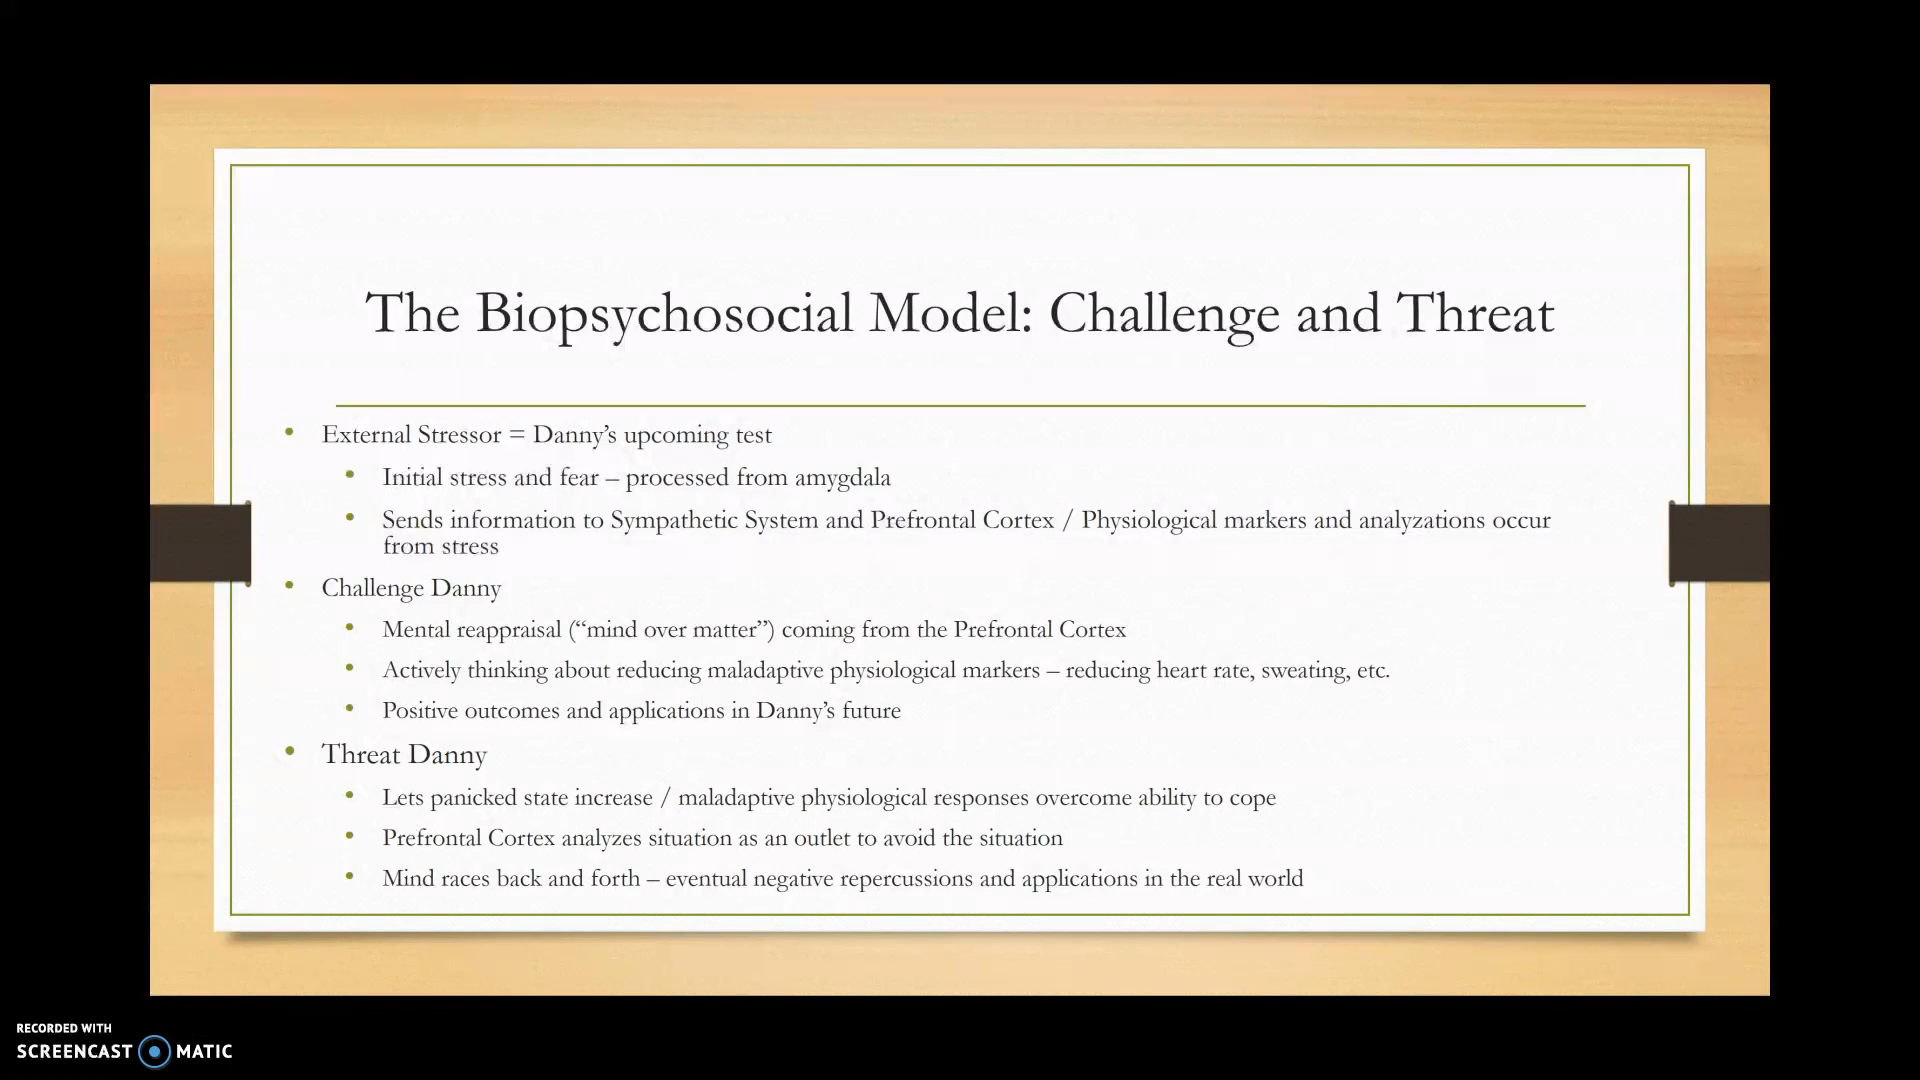 The Biopsychosocial Model: Challenge and Threat
• External Stressor = Danny’s upcoming test
• Initial stress and fear – processed from amygdala
• Sends information to Sympathetic System and Prefrontal Cortex / Physiological markers and analyzations occur
from stress
• Challenge Danny
• Mental reappraisal (“mind over matter”) coming from the Prefrontal Cortex
• Actively thinking about reducing maladaptive physiological markers – reducing heart rate, sweating, etc.
• Positive outcomes and applications in Danny’s future
• Threat Danny
• Lets panicked state increase / maladaptive physiological responses overcome ability to cope
• Prefrontal Cortex analyzes situation as an outlet to avoid the situation
• Mind races back and forth – eventual negative repercussions and applications in the real world
RECORDED WITH
SCREENCAST MATIC